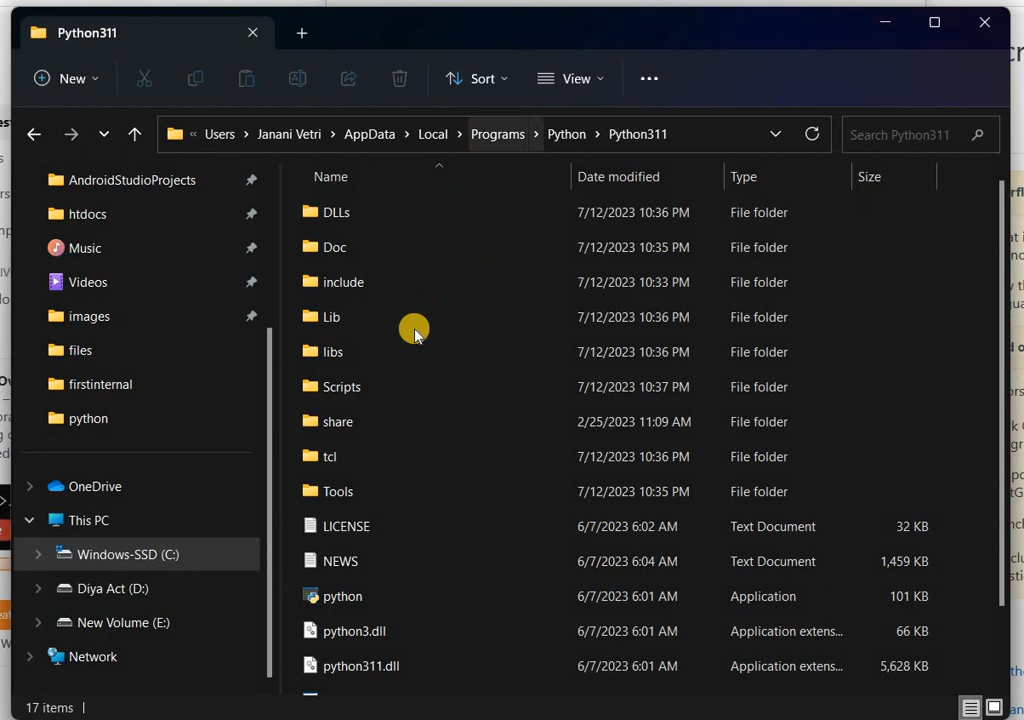 Python311
New
Sort
View
« Users > Janani Vetri > AppData > Local > Programs > Python > Python311
Search Python311
AndroidStudioProjects
htdocs
Music
Videos
images
files
firstinternal
python
OneDrive
This PC
Windows-SSD (C:)
Diya Act (D:)
New Volume (E:)
Network
Name Date modified Type Size
DLLs 7/12/2023 10:36 PM File folder
Doc 7/12/2023 10:35 PM File folder
include 7/12/2023 10:33 PM File folder
Lib 7/12/2023 10:36 PM File folder
libs 7/12/2023 10:36 PM File folder
Scripts 7/12/2023 10:37 PM File folder
share 2/25/2023 11:09 AM File folder
tcl 7/12/2023 10:36 PM File folder
Tools 7/12/2023 10:35 PM File folder
LICENSE 6/7/2023 6:02 AM Text Document 32 KB
NEWS 6/7/2023 6:04 AM Text Document 1,459 KB
python 6/7/2023 6:01 AM Application 101 KB
python3.dll 6/7/2023 6:01 AM Application extens... 66 KB
python311.dll 6/7/2023 6:01 AM Application extens... 5,628 KB
17 items